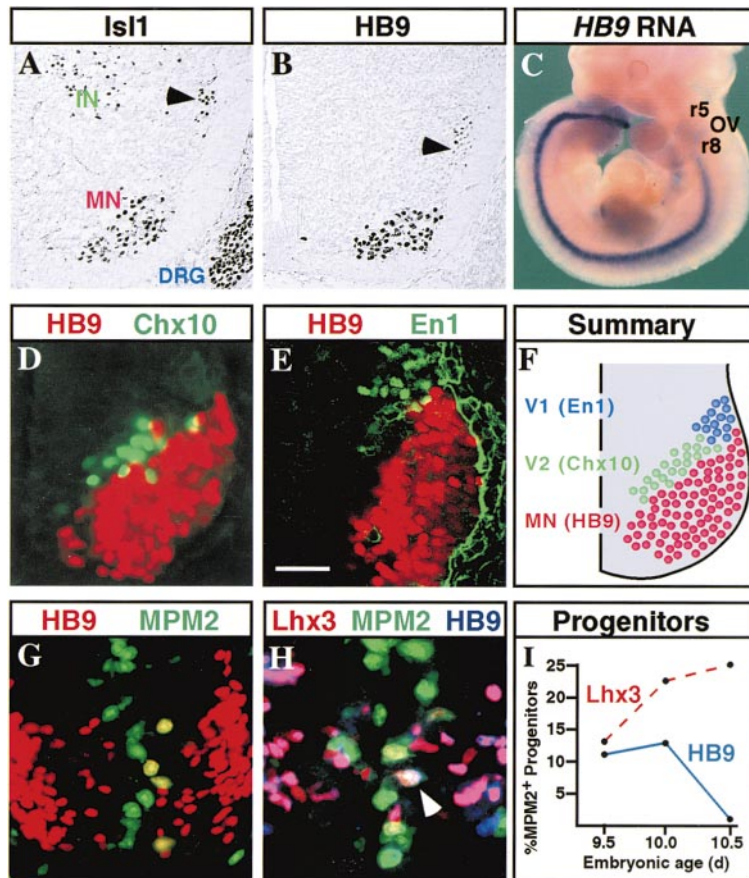 Isl1
HB9
HB9 RNA
A
IN
MN
DRG
B
C
r5
OV
r8
HB9 Chx10
D
HB9 En1
E
Summary
F
V1 (En1)
V2 (Chx10)
MN (HB9)
HB9 MPM2
G
Lhx3 MPM2 HB9
H
Progenitors
I
%MPM2+ Progenitors
25
20
15
10
5
Lhx3
HB9
9.5 10.0 10.5
Embryonic age (d)